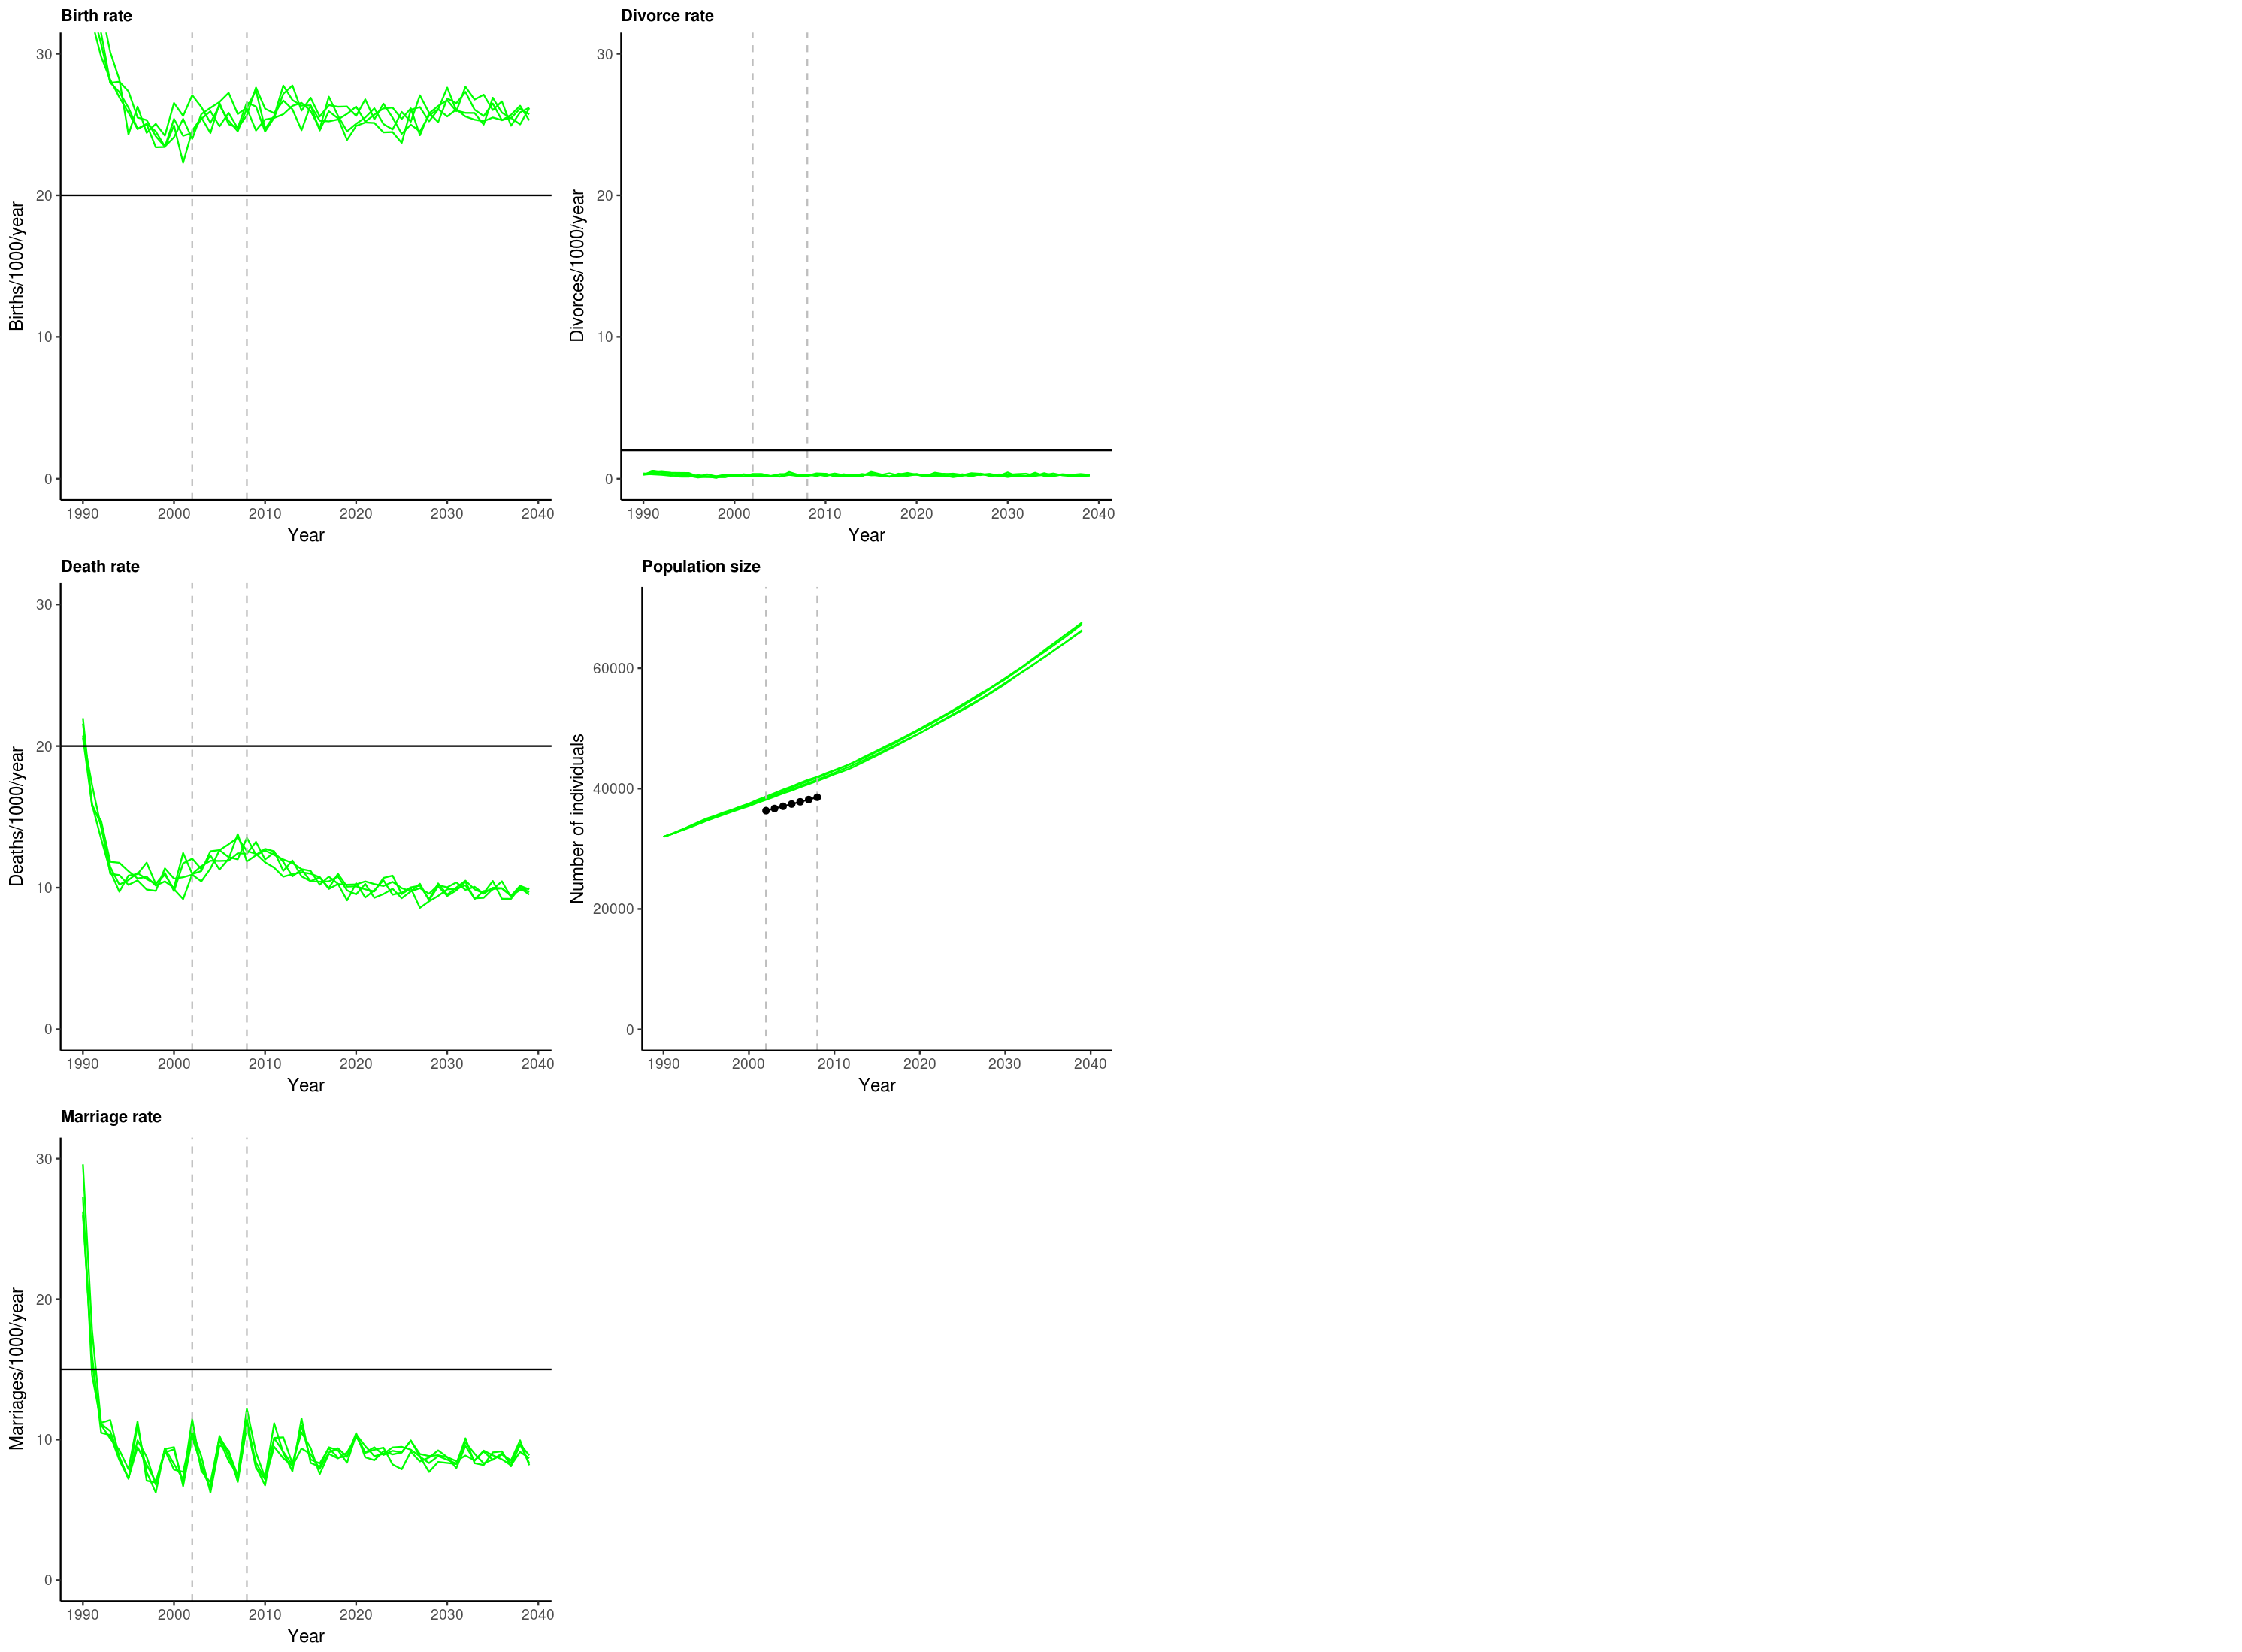 Birth rate
Births/1000/year
30
20
10
0
1990 2000 2010 2020 2030 2040
Year
Divorce rate
Divorces/1000/year
30
20
10
0
1990 2000 2010 2020 2030 2040
Year
Death rate
Deaths/1000/year
30
20
10
0
1990 2000 2010 2020 2030 2040
Year
Population size
Number of individuals
60000
40000
20000
0
1990 2000 2010 2020 2030 2040
Year
Marriage rate
Marriages/1000/year
30
20
10
0
1990 2000 2010 2020 2030 2040
Year